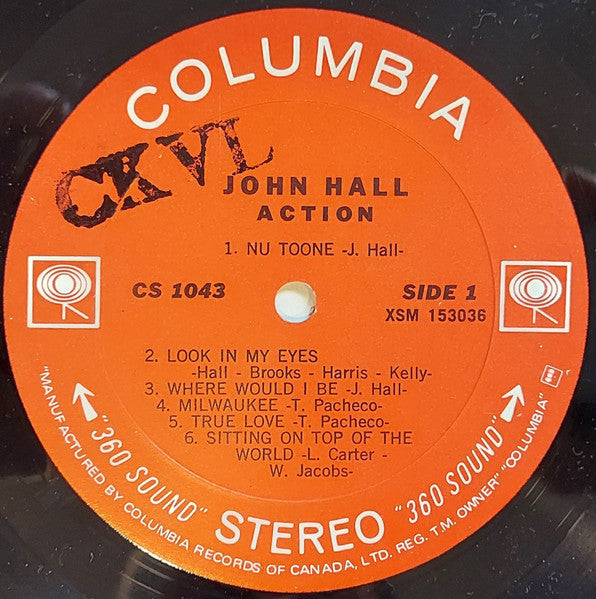 COLUMBIA
CKVL
JOHN HALL
ACTION
1. NU TOONE -J. Hall-
CS 1043
SIDE 1
XSM 153036
2. LOOK IN MY EYES
-Hall - Brooks - Harris - Kelly-
3. WHERE WOULD I BE -J. Hall-
4. MILWAUKEE -T. Pacheco-
5. TRUE LOVE -T. Pacheco-
6. SITTING ON TOP OF THE
WORLD -L. Carter -
W. Jacobs-
"360 SOUND" STEREO "360 SOUND"
"MANUFACTURED BY COLUMBIA RECORDS OF CANADA, LTD. REG. T.M. OWNER" "COLUMBIA"